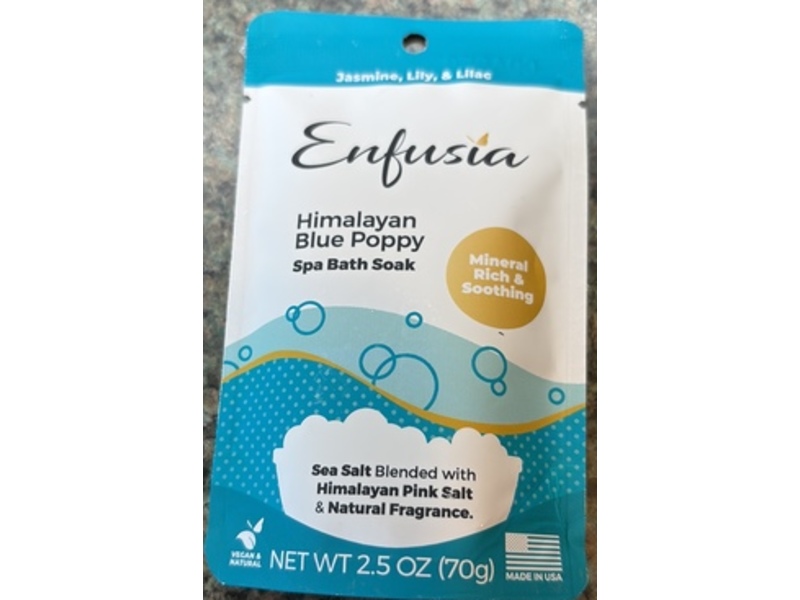 Jasmine, Lily, & Lilac
Enfusia
Himalayan
Blue Poppy
Spa Bath Soak
Mineral
Rich &
Soothing
Sea Salt Blended with
Himalayan Pink Salt
& Natural Fragrance.
VEGAN &
NATURAL
NET WT 2.5 OZ (70g)
MADE IN USA